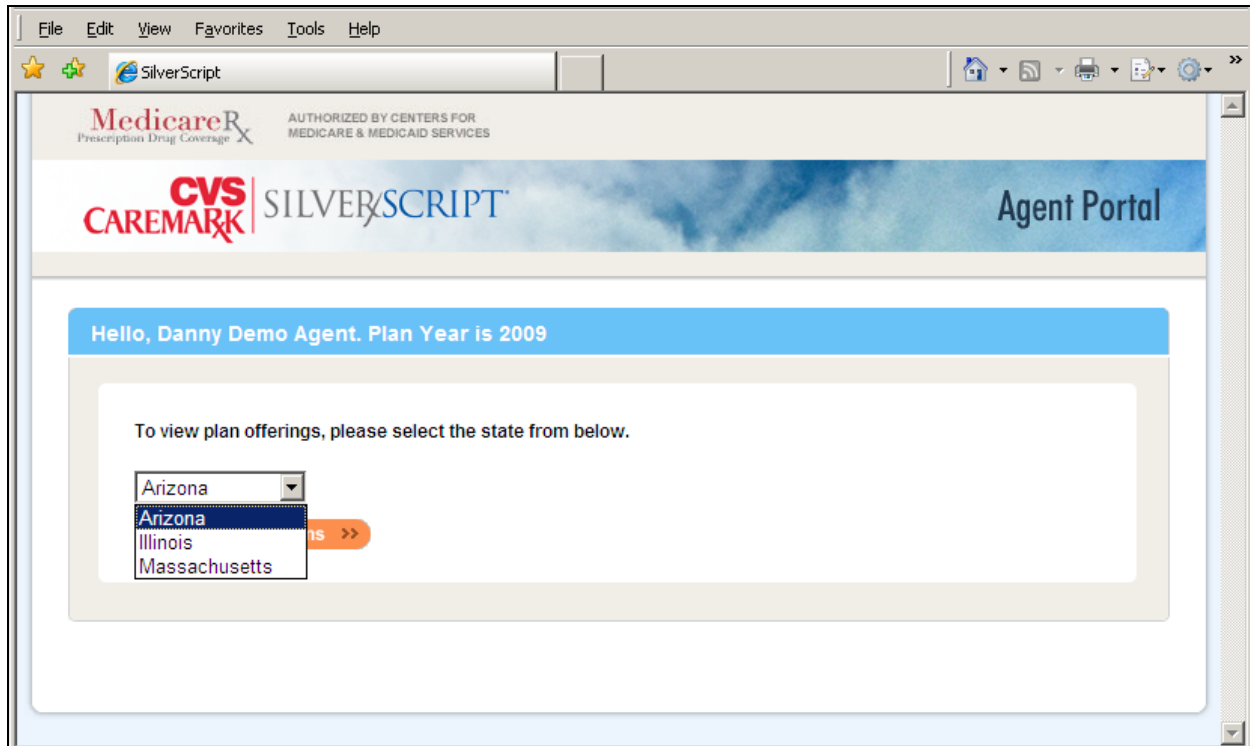 File Edit View Favorites Tools Help
SilverScript
»
MedicareRx
Prescription Drug Coverage
AUTHORIZED BY CENTERS FOR
MEDICARE & MEDICAID SERVICES
CVS
CAREMARK
SILVERSCRIPT
Agent Portal
Hello, Danny Demo Agent. Plan Year is 2009
To view plan offerings, please select the state from below.
Arizona
Arizona
Illinois
Massachusetts
ns >>